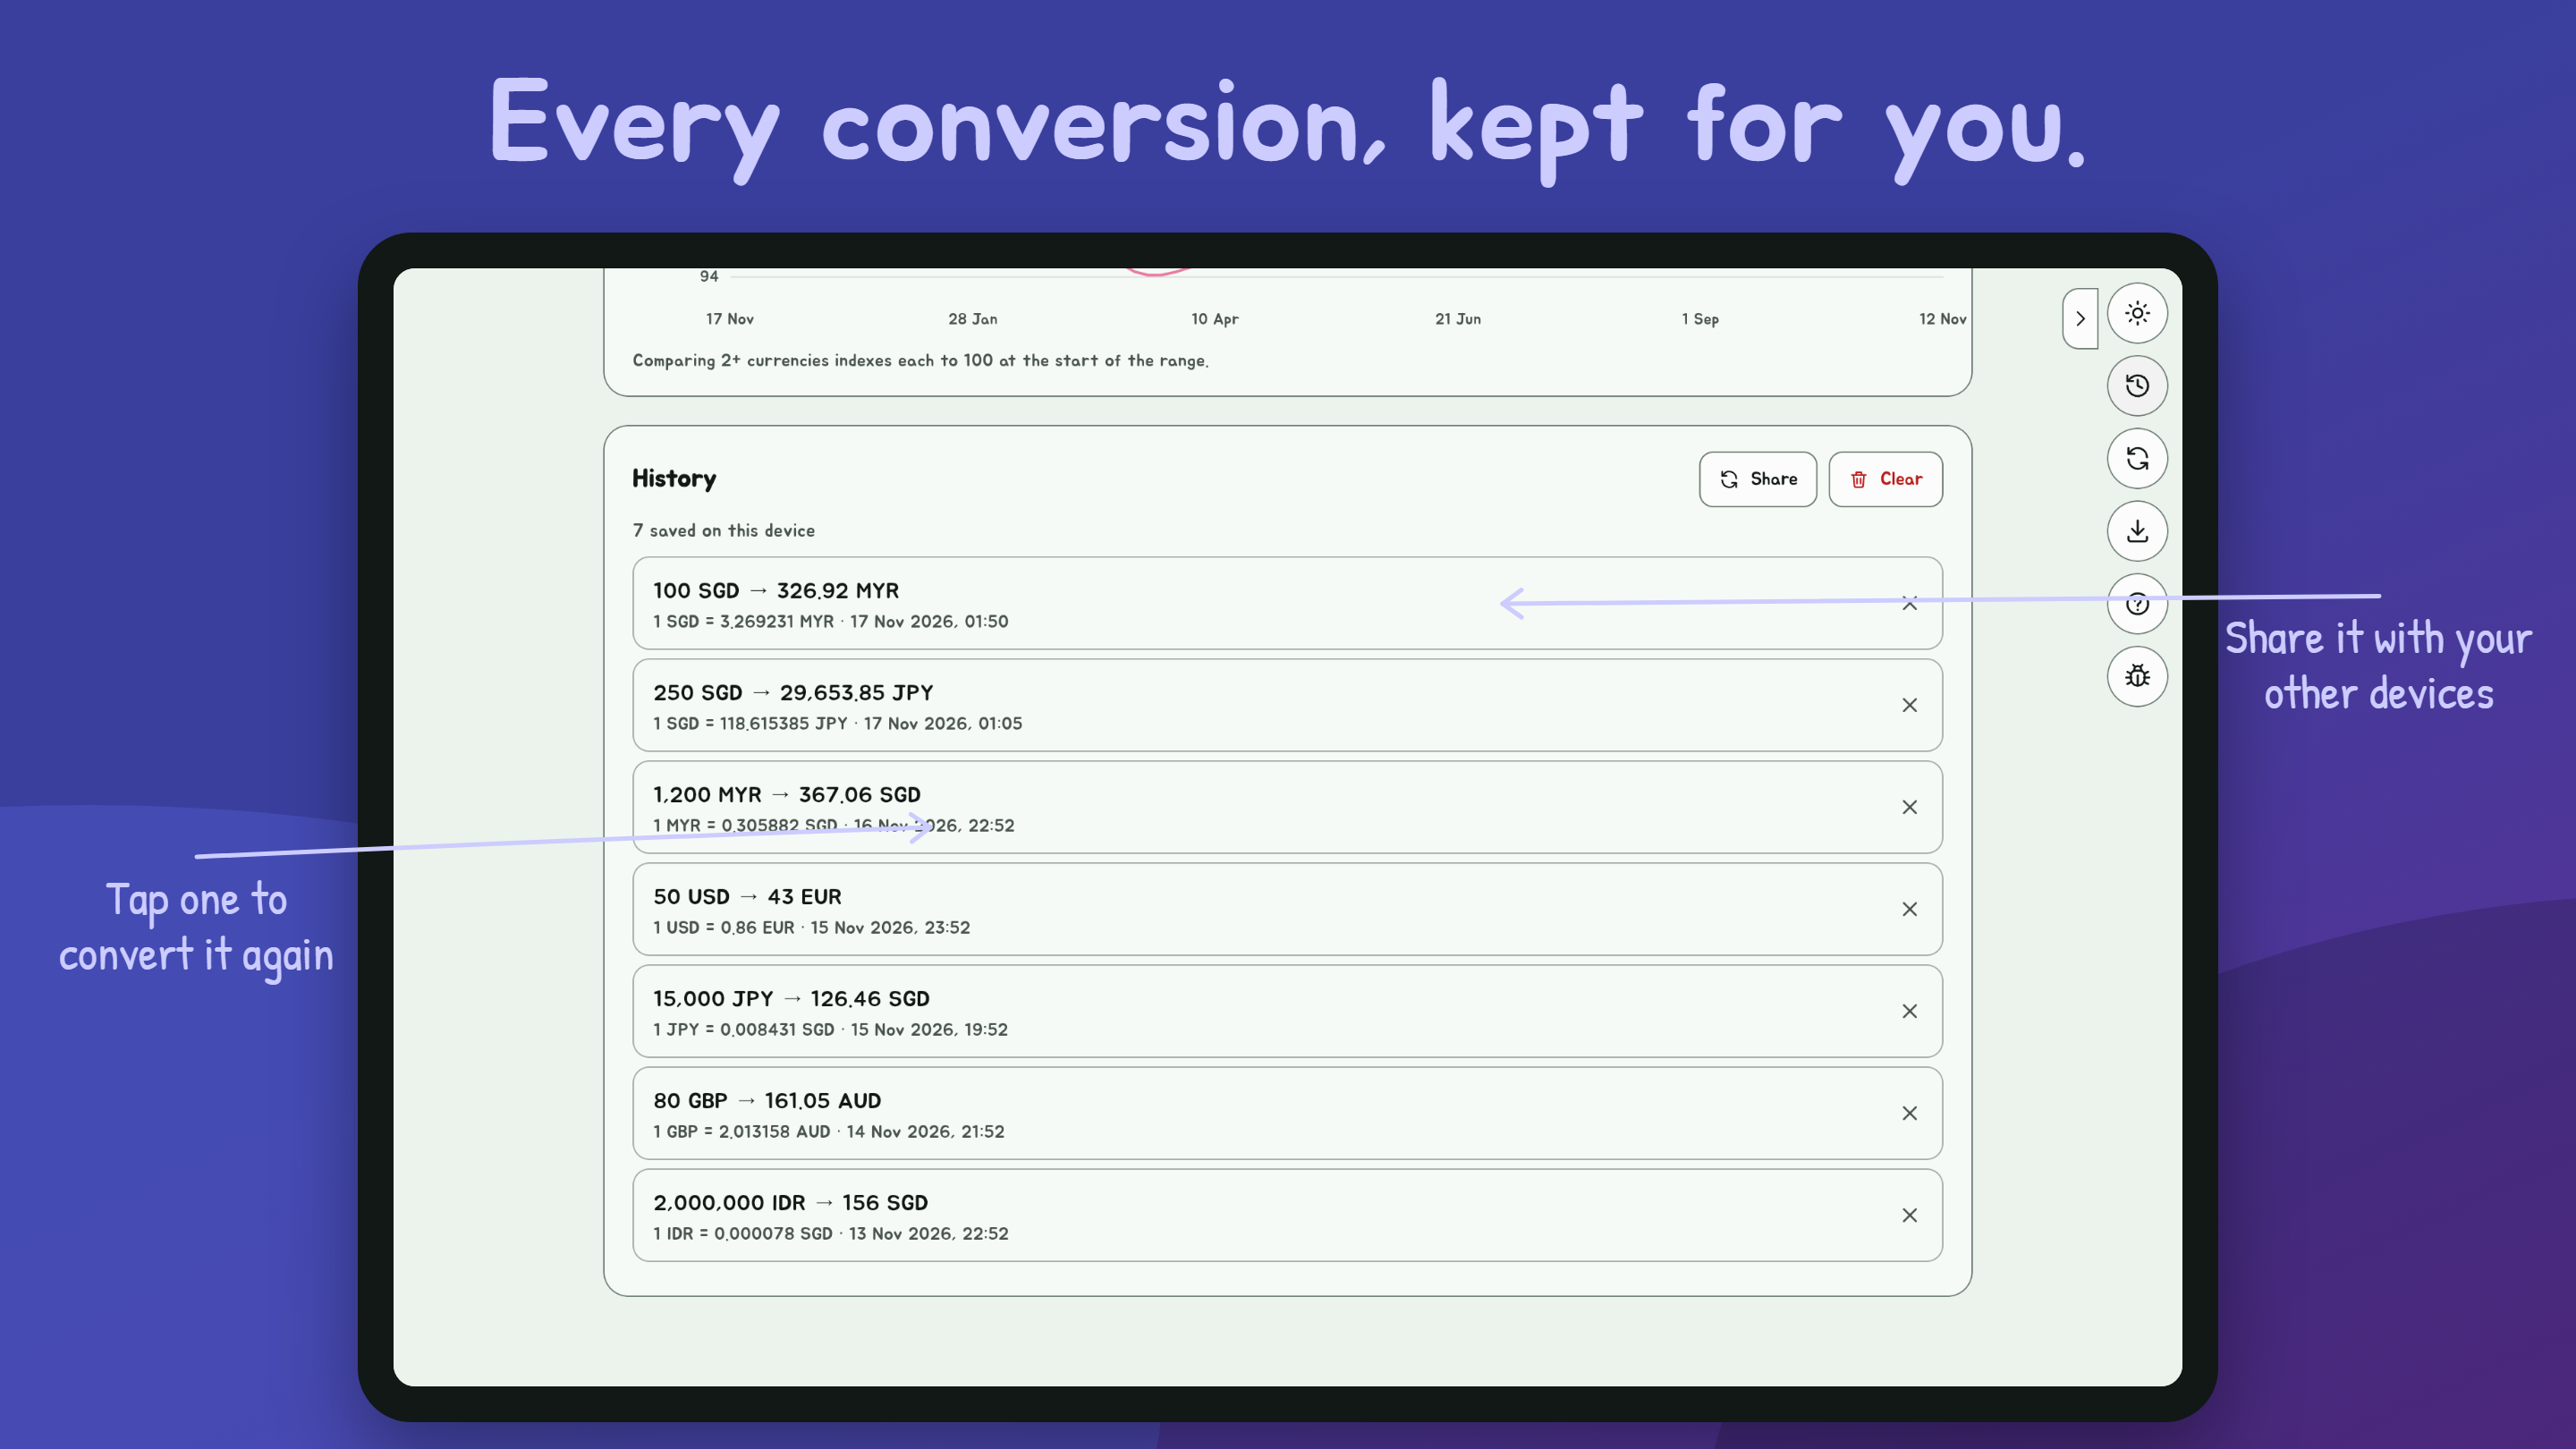 Every conversion, kept for you.
94
17 Nov 28 Jan 10 Apr 21 Jun 1 Sep 12 Nov
Comparing 2+ currencies indexes each to 100 at the start of the range.
History
Share
Clear
7 saved on this device
100 SGD → 326.92 MYR
1 SGD = 3.269231 MYR · 17 Nov 2026, 01:50
250 SGD → 29,653.85 JPY
1 SGD = 118.615385 JPY · 17 Nov 2026, 01:05
1,200 MYR → 367.06 SGD
1 MYR = 0.305882 SGD · 16 Nov 2026, 22:52
50 USD → 43 EUR
1 USD = 0.86 EUR · 15 Nov 2026, 23:52
15,000 JPY → 126.46 SGD
1 JPY = 0.008431 SGD · 15 Nov 2026, 19:52
80 GBP → 161.05 AUD
1 GBP = 2.013158 AUD · 14 Nov 2026, 21:52
2,000,000 IDR → 156 SGD
1 IDR = 0.000078 SGD · 13 Nov 2026, 22:52
Share it with your
other devices
Tap one to
convert it again